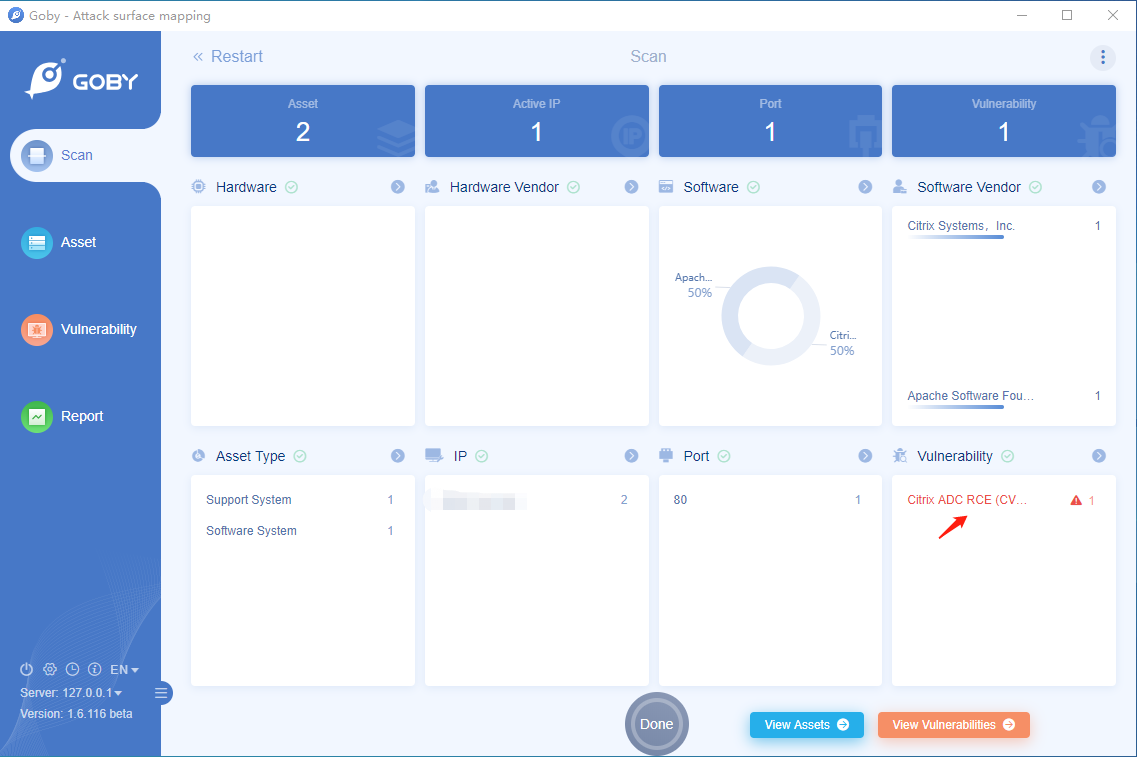 Goby - Attack surface mapping
GOBY
« Restart
Scan
Asset
2
Active IP
1
IP
Port
1
Vulnerability
1
Scan
Asset
Vulnerability
Report
Hardware
Hardware Vendor
Software
Apach...
50%
Citri...
50%
Software Vendor
Citrix Systems，Inc. 1
Apache Software Fou... 1
Asset Type
Support System 1
Software System 1
IP
2
Port
80 1
Vulnerability
Citrix ADC RCE (CV... 1
EN
Server: 127.0.0.1
Version: 1.6.116 beta
Done
View Assets
View Vulnerabilities